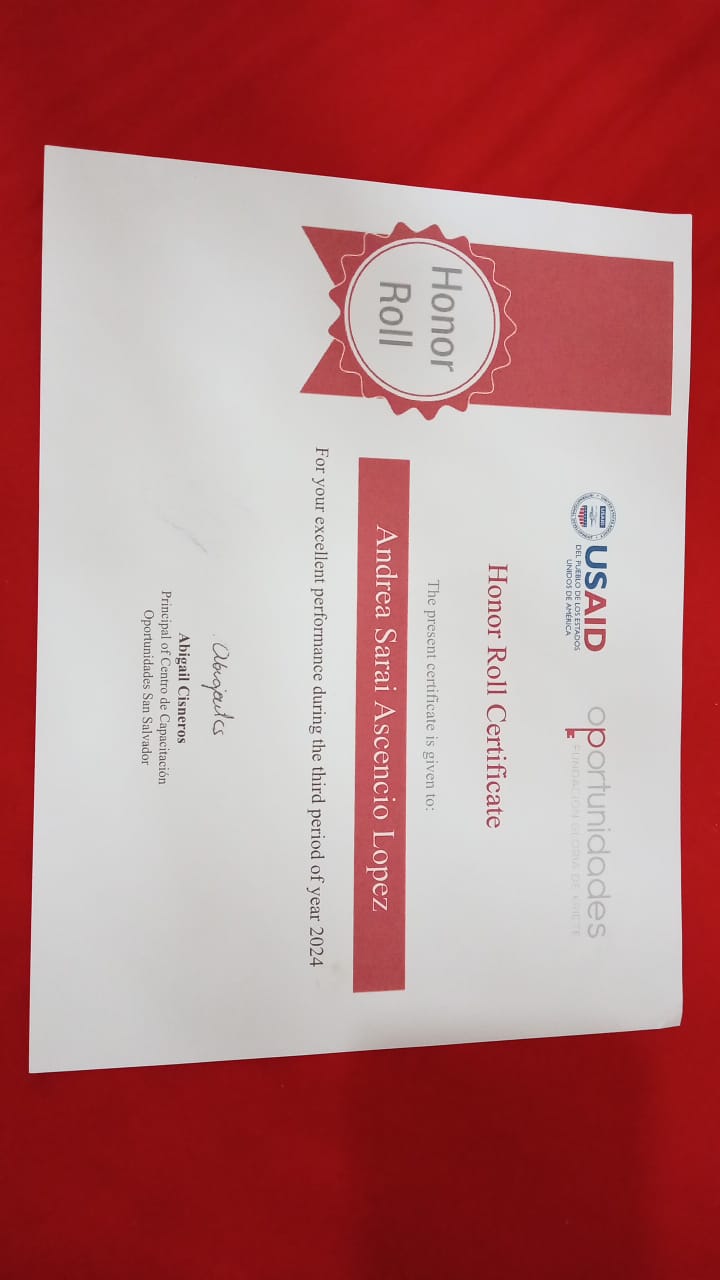 Honor
Roll
USAID
DEL PUEBLO DE LOS ESTADOS
UNIDOS DE AMÉRICA
oportunidades
FUNDACIÓN GLORIA DE KRIETE
Honor Roll Certificate
The present certificate is given to:
Andrea Sarai Ascencio Lopez
For your excellent performance during the third period of year 2024
Abigail Cisneros
Principal of Centro de Capacitación
Oportunidades San Salvador